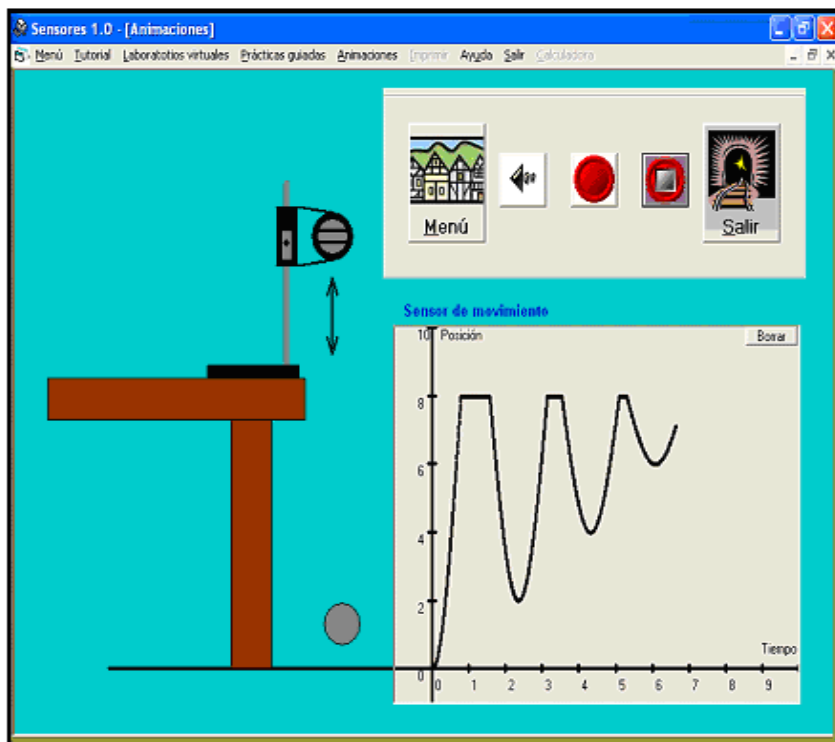 Sensores 1.0 - [Animaciones]
Menú Tutorial Laboratotios virtuales Prácticas guiadas Animaciones Imprimir Ayuda Salir Calculadora
Menú
Salir
Sensor de movimiento
10 Posición
Borrar
8
6
4
2
Tiempo
0
0 1 2 3 4 5 6 7 8 9